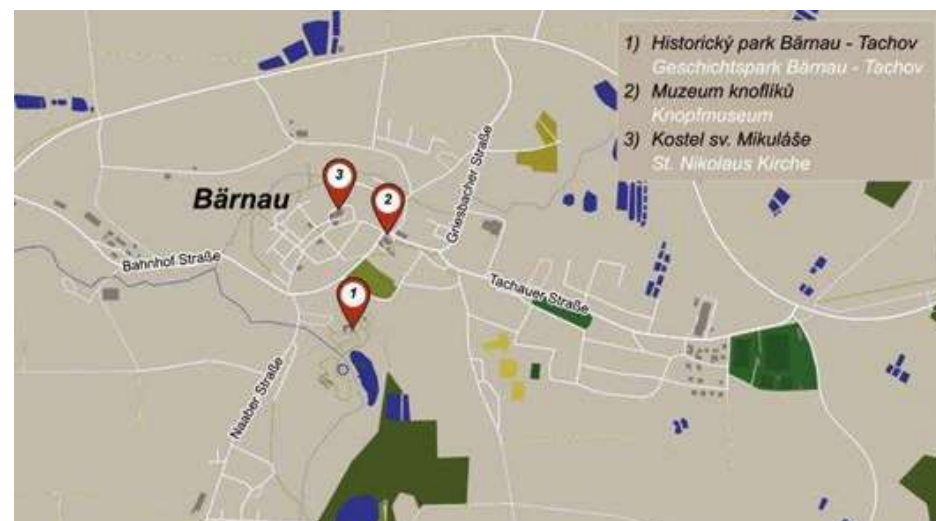 1) Historický park Bärnau - Tachov
Geschichtspark Bärnau - Tachov
2) Muzeum knoflíků
Knopfmuseum
3) Kostel sv. Mikuláše
St. Nikolaus Kirche
Griesbacher Straße
3
2
Bärnau
Bahnhof Straße
1
Tachauer Straße
Naaber Straße